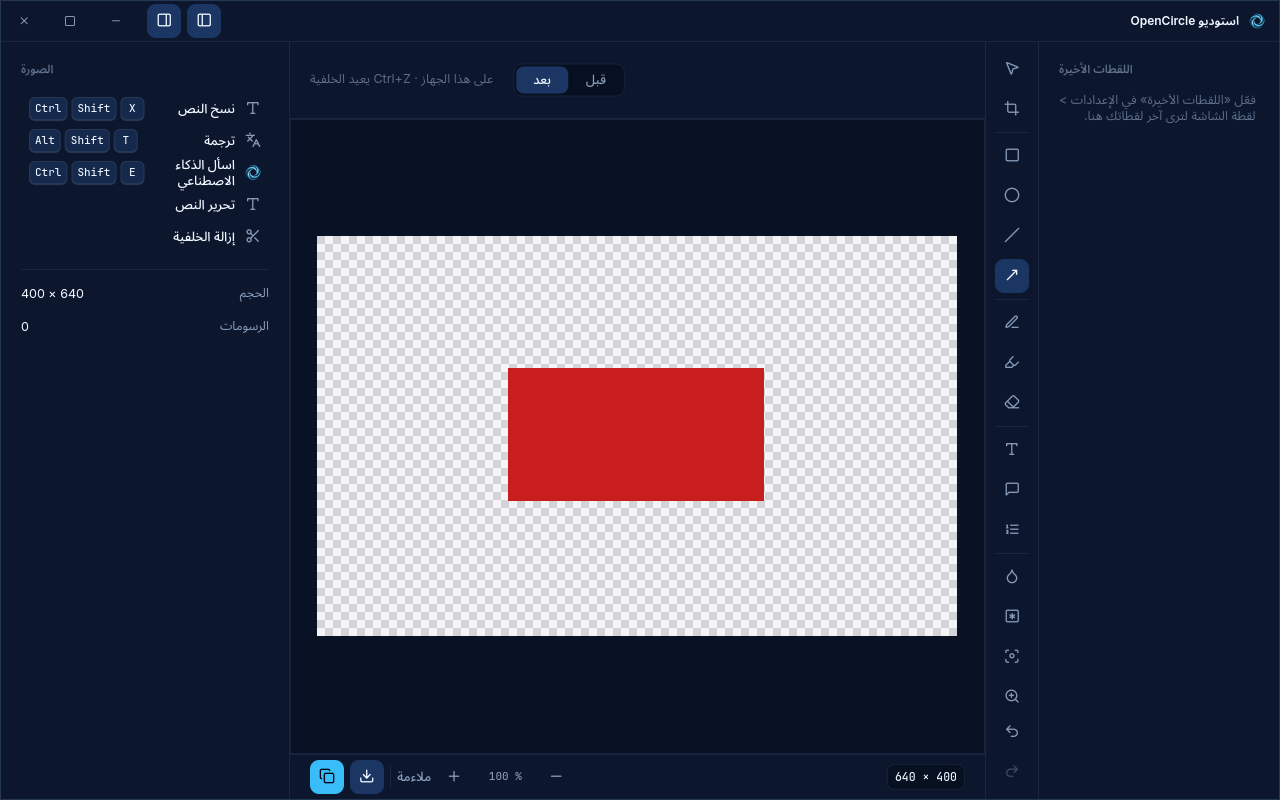 استوديو OpenCircle
اللقطات الأخيرة
فعّل «اللقطات الأخيرة» في الإعدادات >
لقطة الشاشة لترى آخر لقطاتك هنا.
قبل
بعد
على هذا الجهاز · Ctrl+Z يعيد الخلفية
640 × 400
100 %
ملاءمة
الصورة
نسخ النص Ctrl Shift X
ترجمة Alt Shift T
اسأل الذكاء
الاصطناعي Ctrl Shift E
تحرير النص
إزالة الخلفية
الحجم 640 × 400
الرسومات 0